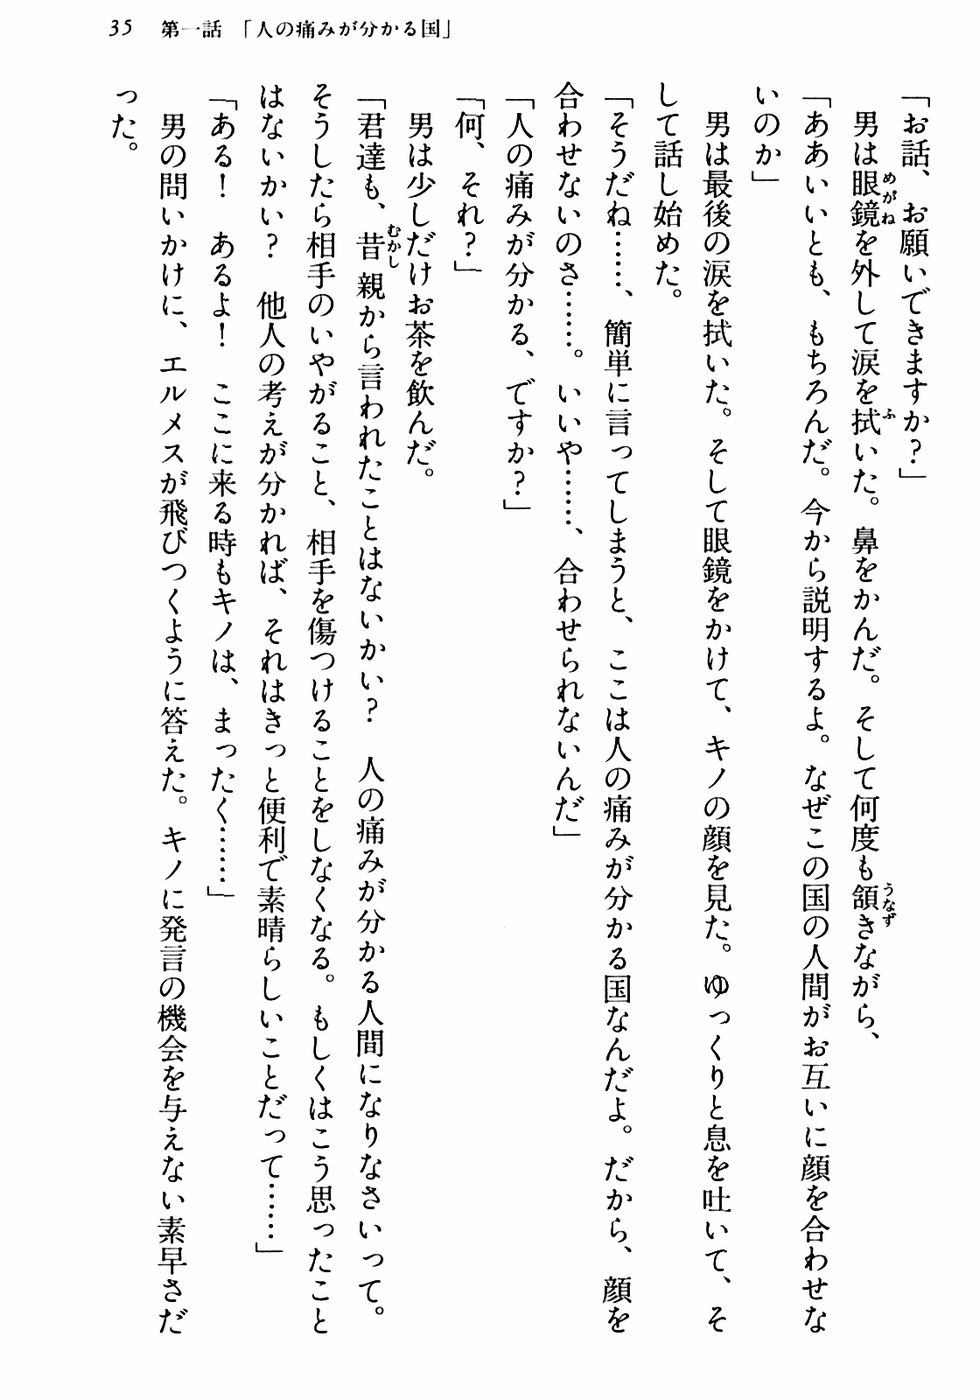 35　第一話　「人の痛みが分かる国」
「お話、お願いできますか？」
　男は眼鏡を外して涙を拭いた。鼻をかんだ。そして何度も頷きながら、
「ああいいとも、もちろんだ。今から説明するよ。なぜこの国の人間がお互いに顔を合わせな
いのか」
　男は最後の涙を拭いた。そして眼鏡をかけて、キノの顔を見た。ゆっくりと息を吐いて、そ
して話し始めた。
「そうだね……、簡単に言ってしまうと、ここは人の痛みが分かる国なんだよ。だから、顔を
合わせないのさ……。いいや……、合わせられないんだ」
「人の痛みが分かる、ですか？」
「何、それ？」
　男は少しだけお茶を飲んだ。
「君達も、昔親から言われたことはないかい？　人の痛みが分かる人間になりなさいって。
そうしたら相手のいやがること、相手を傷つけることをしなくなる。もしくはこう思ったこと
はないかい？　他人の考えが分かれば、それはきっと便利で素晴らしいことだって……」
「ある！　あるよ！　ここに来る時もキノは、まったく……」
　男の問いかけに、エルメスが飛びつくように答えた。キノに発言の機会を与えない素早さだ
った。